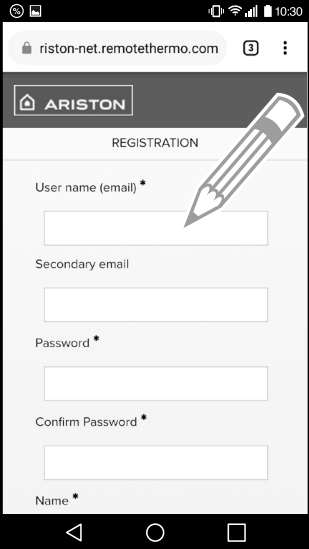 10:30
riston-net.remotethermo.com
3
ARISTON
REGISTRATION
User name (email) *
Secondary email
Password *
Confirm Password *
Name *